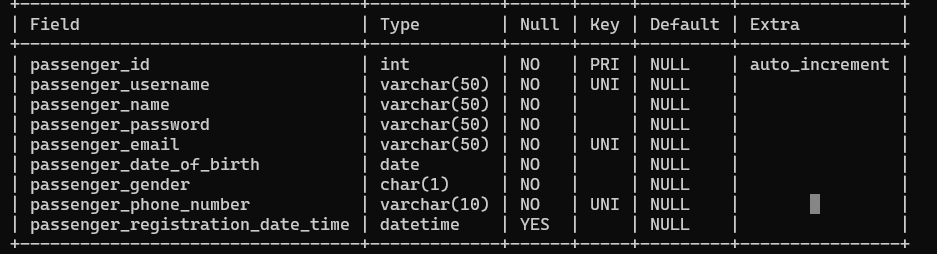 | Field | Type | Null | Key | Default | Extra |
| passenger_id | int | NO | PRI | NULL | auto_increment |
| passenger_username | varchar(50) | NO | UNI | NULL | |
| passenger_name | varchar(50) | NO | | NULL | |
| passenger_password | varchar(50) | NO | | NULL | |
| passenger_email | varchar(50) | NO | UNI | NULL | |
| passenger_date_of_birth | date | NO | | NULL | |
| passenger_gender | char(1) | NO | | NULL | |
| passenger_phone_number | varchar(10) | NO | UNI | NULL | |
| passenger_registration_date_time | datetime | YES | | NULL | |